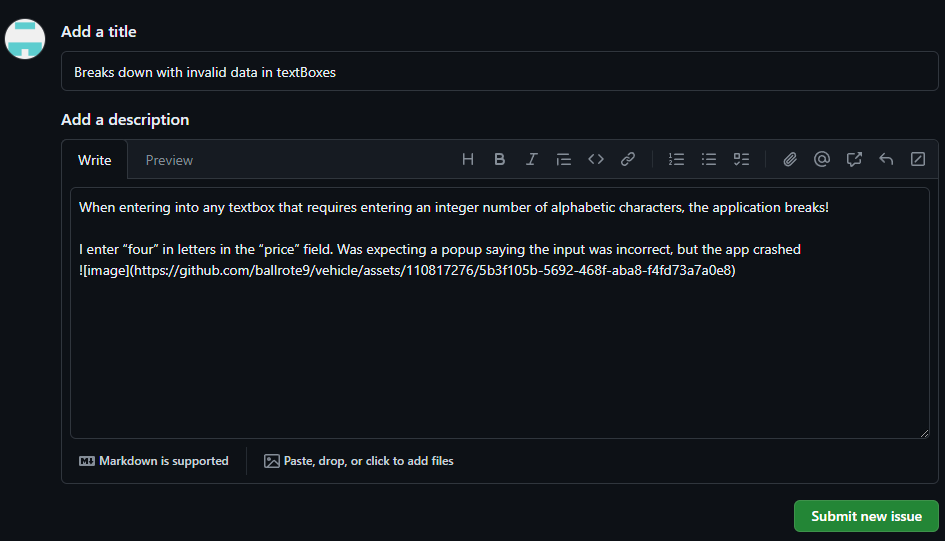 Add a title
Breaks down with invalid data in textBoxes
Add a description
Write Preview
When entering into any textbox that requires entering an integer number of alphabetic characters, the application breaks!
I enter “four” in letters in the “price” field. Was expecting a popup saying the input was incorrect, but the app crashed
![image](https://github.com/ballrote9/vehicle/assets/110817276/5b3f105b-5692-468f-aba8-f4fd73a7a0e8)
Markdown is supported Paste, drop, or click to add files
Submit new issue